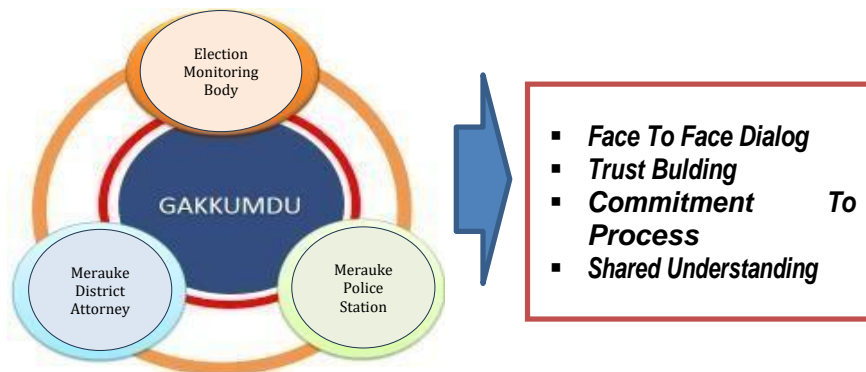 Election
Monitoring
Body
GAKKUMDU
Merauke
District
Attorney
Merauke
Police
Station
▪ Face To Face Dialog
▪ Trust Bulding
▪ Commitment To
Process
▪ Shared Understanding